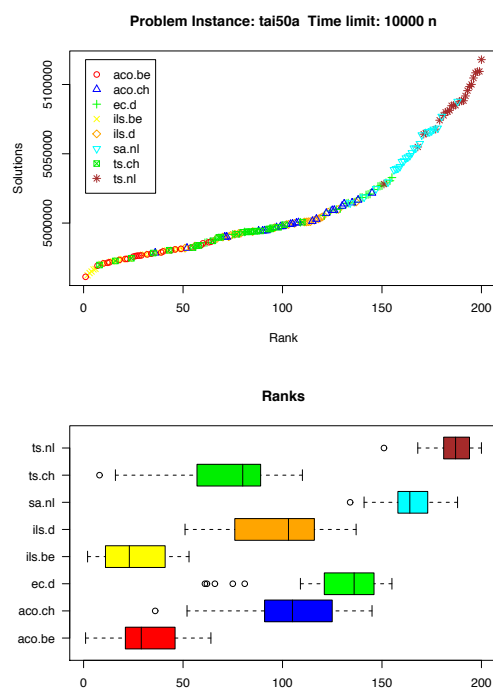 Problem Instance: tai50a Time limit: 10000 n
Solutions
5100000
5050000
5000000
aco.be
aco.ch
ec.d
ils.be
ils.d
sa.nl
ts.ch
ts.nl
0 50 100 150 200
Rank
Ranks
ts.nl
ts.ch
sa.nl
ils.d
ils.be
ec.d
aco.ch
aco.be
0 50 100 150 200